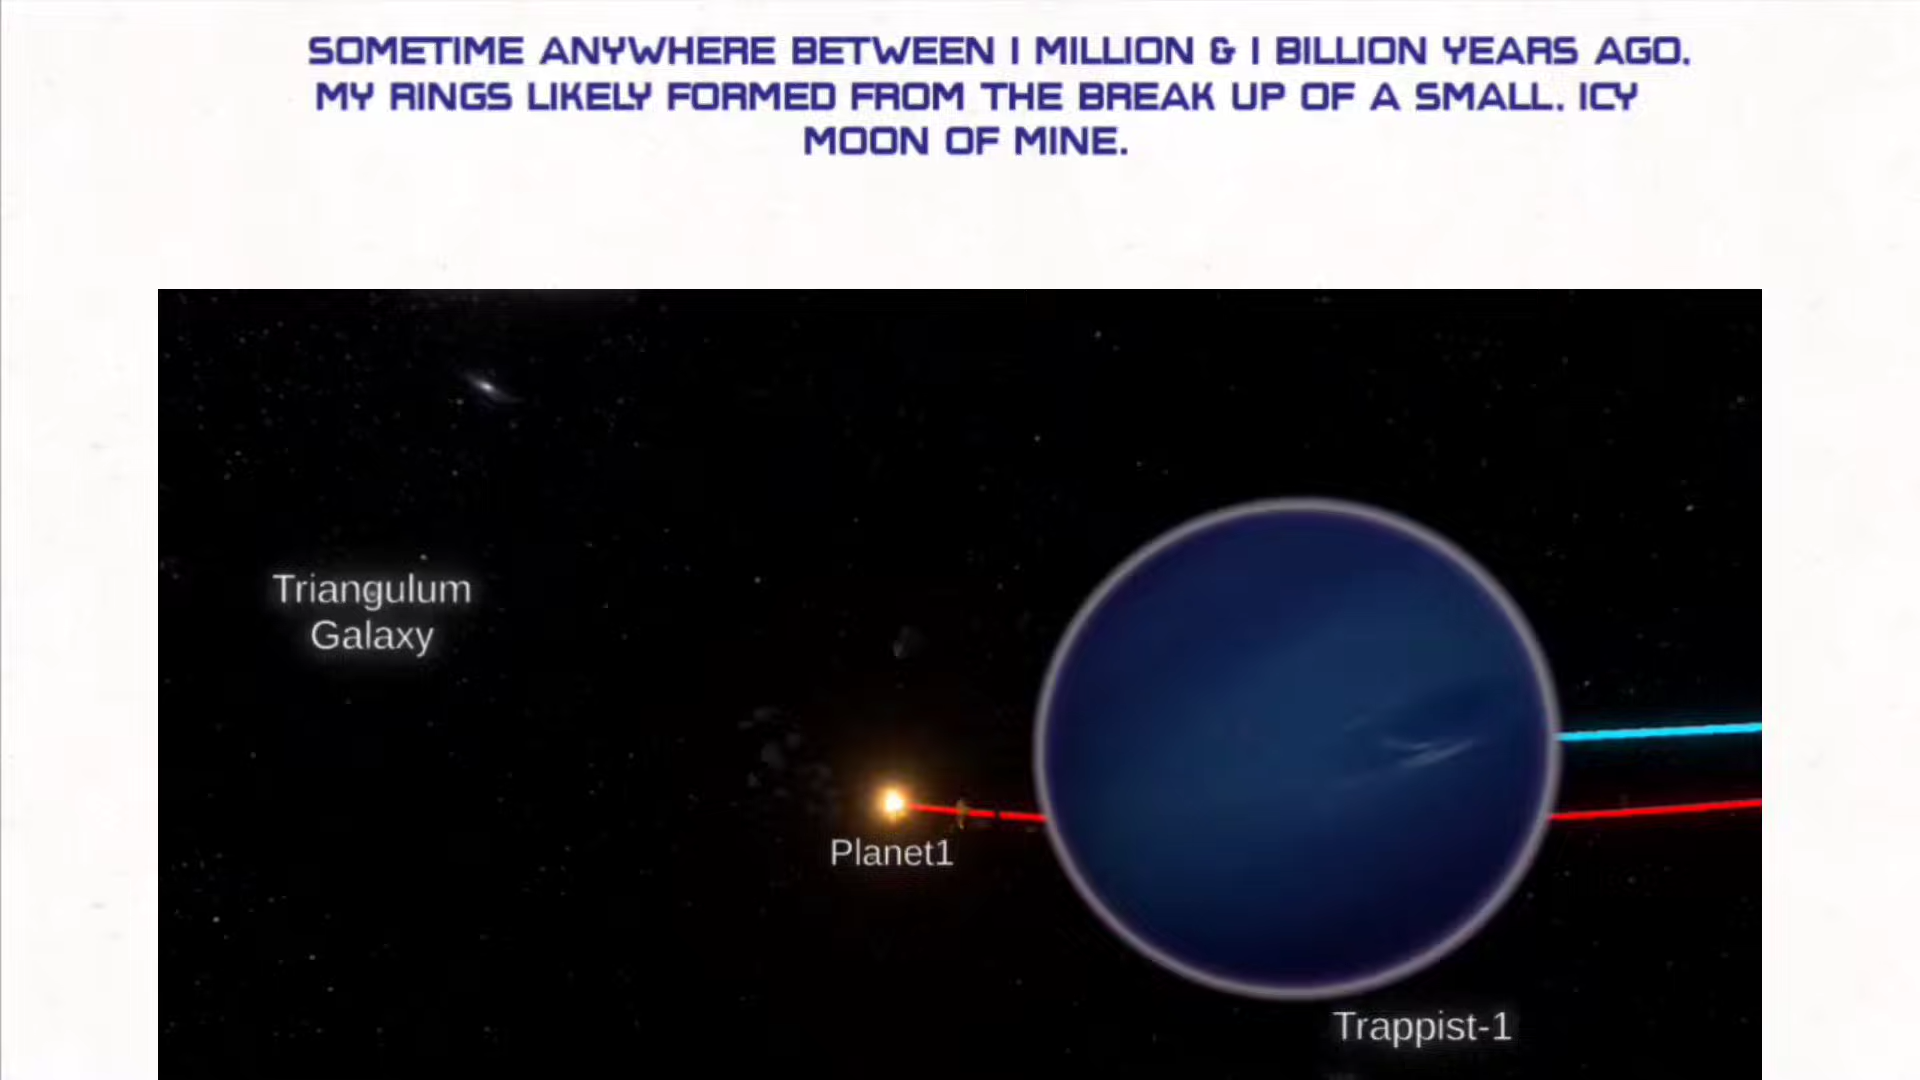 SOMETIME ANYWHERE BETWEEN 1 MILLION & 1 BILLION YEARS AGO,
MY RINGS LIKELY FORMED FROM THE BREAK UP OF A SMALL, ICY
MOON OF MINE.
Triangulum
Galaxy
Planet1
Trappist-1